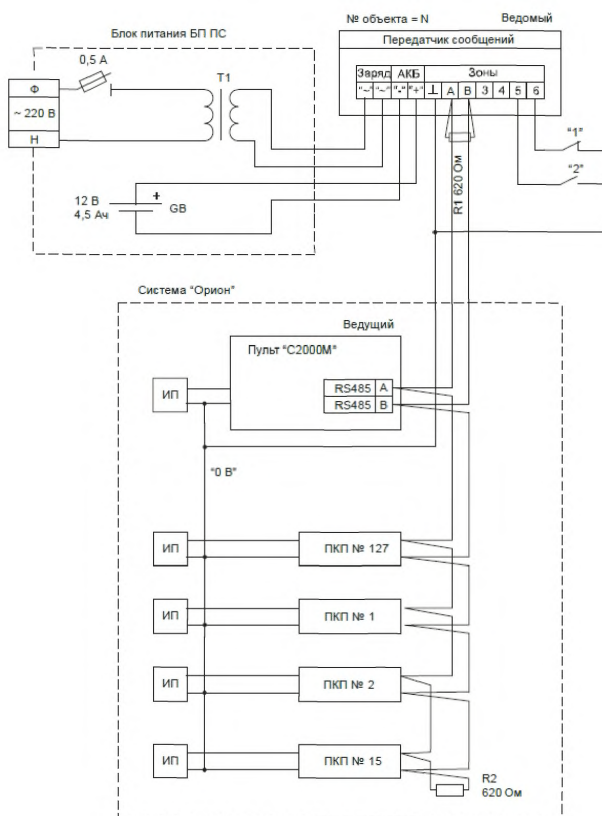 Блок питания БП ПС
№ объекта = N
Ведомый
Передатчик сообщений
Заряд АКБ Зоны
"~" "~" "-" "+" ⊥ A B 3 4 5 6
Ф
~ 220 В
Н
0,5 А
T1
12 В
4,5 Ач
+
GB
R1 620 Ом
"1"
"2"
Система "Орион"
Ведущий
Пульт "С2000М"
RS485 A
RS485 B
ИП
"0 В"
ИП
ПКП № 127
ИП
ПКП № 1
ИП
ПКП № 2
ИП
ПКП № 15
R2
620 Ом